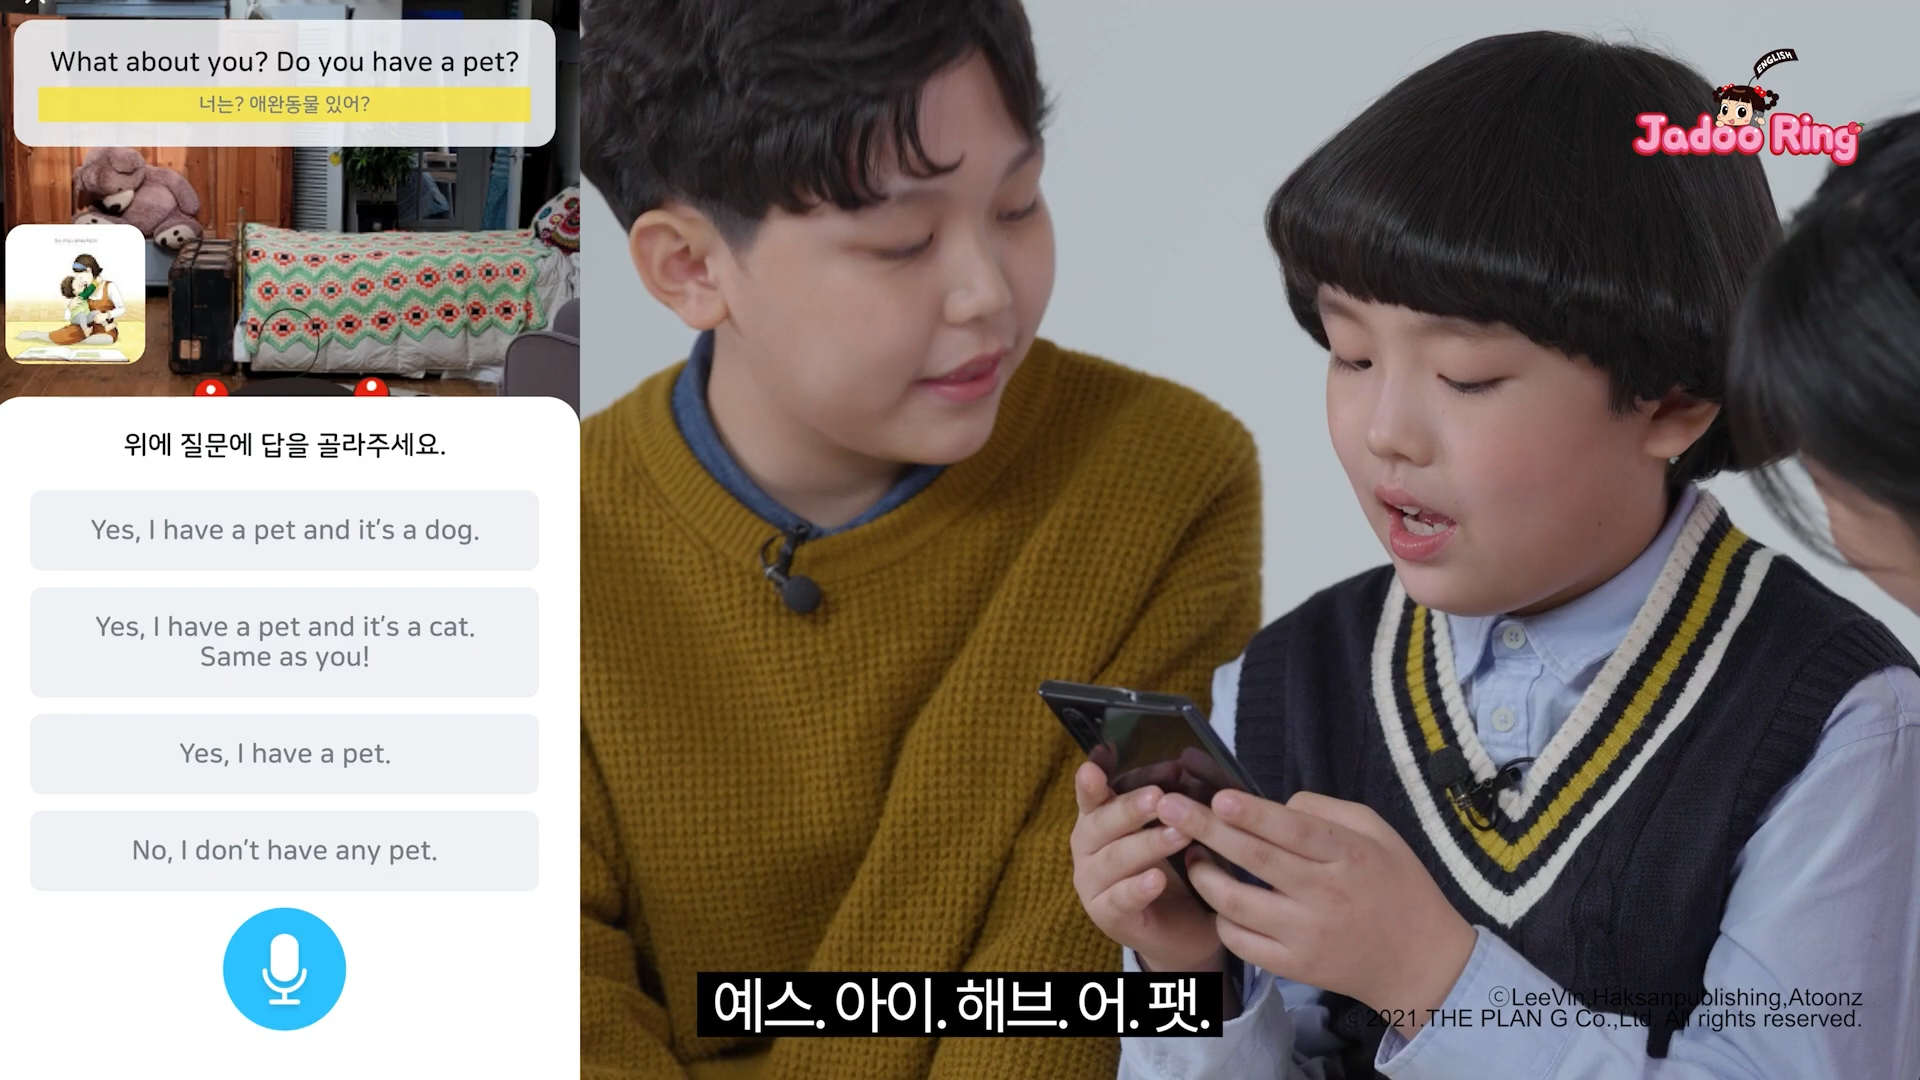 What about you? Do you have a pet?
너는? 애완동물 있어?
위에 질문에 답을 골라주세요.
Yes, I have a pet and it's a dog.
Yes, I have a pet and it's a cat.
Same as you!
Yes, I have a pet.
No, I don't have any pet.
ENGLISH
Jadoo Ring
예스. 아이. 해브. 어. 팻.
ⓒLeeVin,Haksanpublishing,Atoonz
ⓒ2021.THE PLAN G Co.,Ltd. All rights reserved.